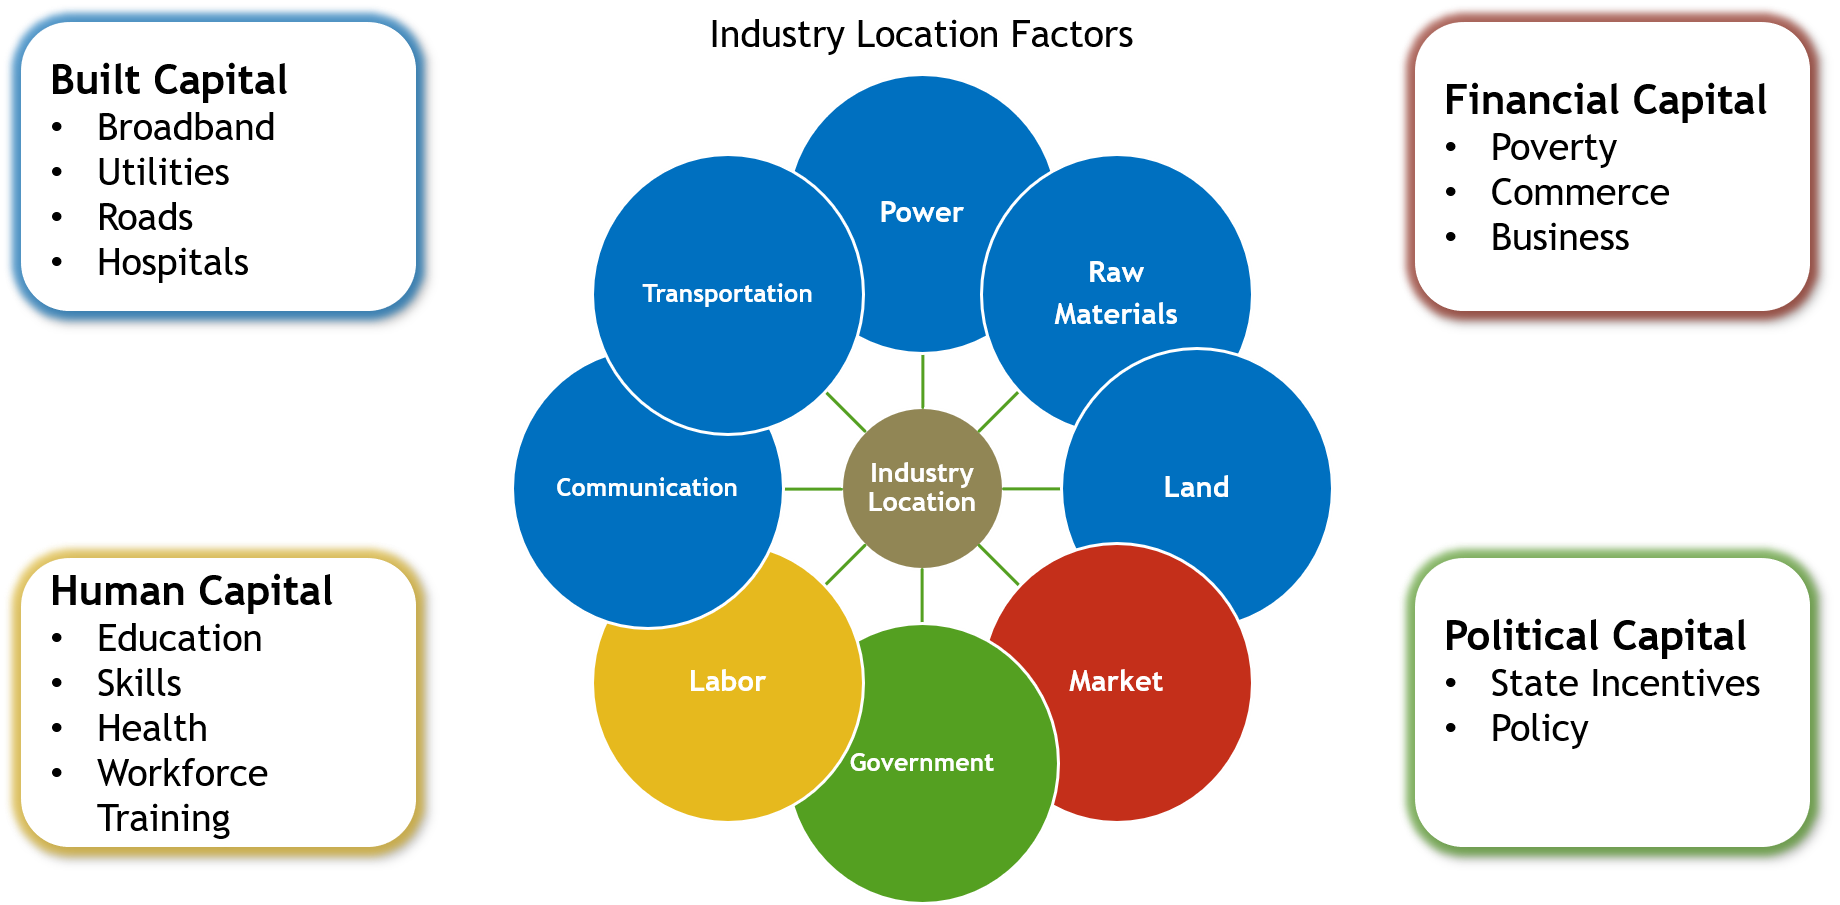 Industry Location Factors
Built Capital
• Broadband
• Utilities
• Roads
• Hospitals
Financial Capital
• Poverty
• Commerce
• Business
Power
Raw
Materials
Transportation
Land
Communication
Industry
Location
Labor
Market
Government
Human Capital
• Education
• Skills
• Health
• Workforce
Training
Political Capital
• State Incentives
• Policy